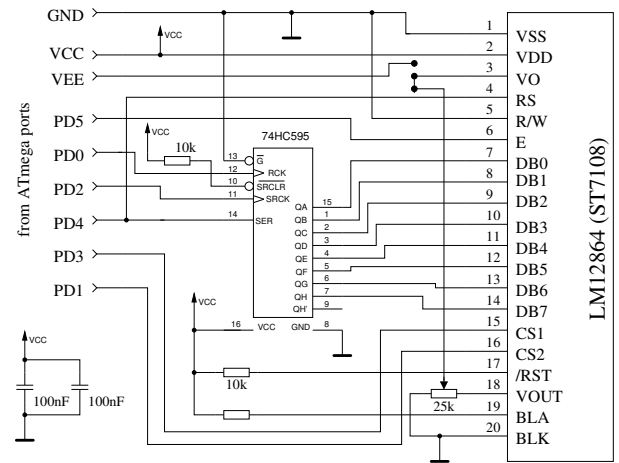 GND
VCC
VEE
PD5
PD0
PD2
PD4
PD3
PD1
from ATmega ports
VCC
VCC
10k
74HC595
13
12
10
11
14
G
RCK
SRCLR
SRCK
SER
QA
QB
QC
QD
QE
QF
QG
QH
QH'
15
1
2
3
4
5
6
7
9
16
VCC
GND
8
VCC
10k
VCC
100nF
100nF
25k
1
2
3
4
5
6
7
8
9
10
11
12
13
14
15
16
17
18
19
20
VSS
VDD
VO
RS
R/W
E
DB0
DB1
DB2
DB3
DB4
DB5
DB6
DB7
CS1
CS2
/RST
VOUT
BLA
BLK
LM12864 (ST7108)